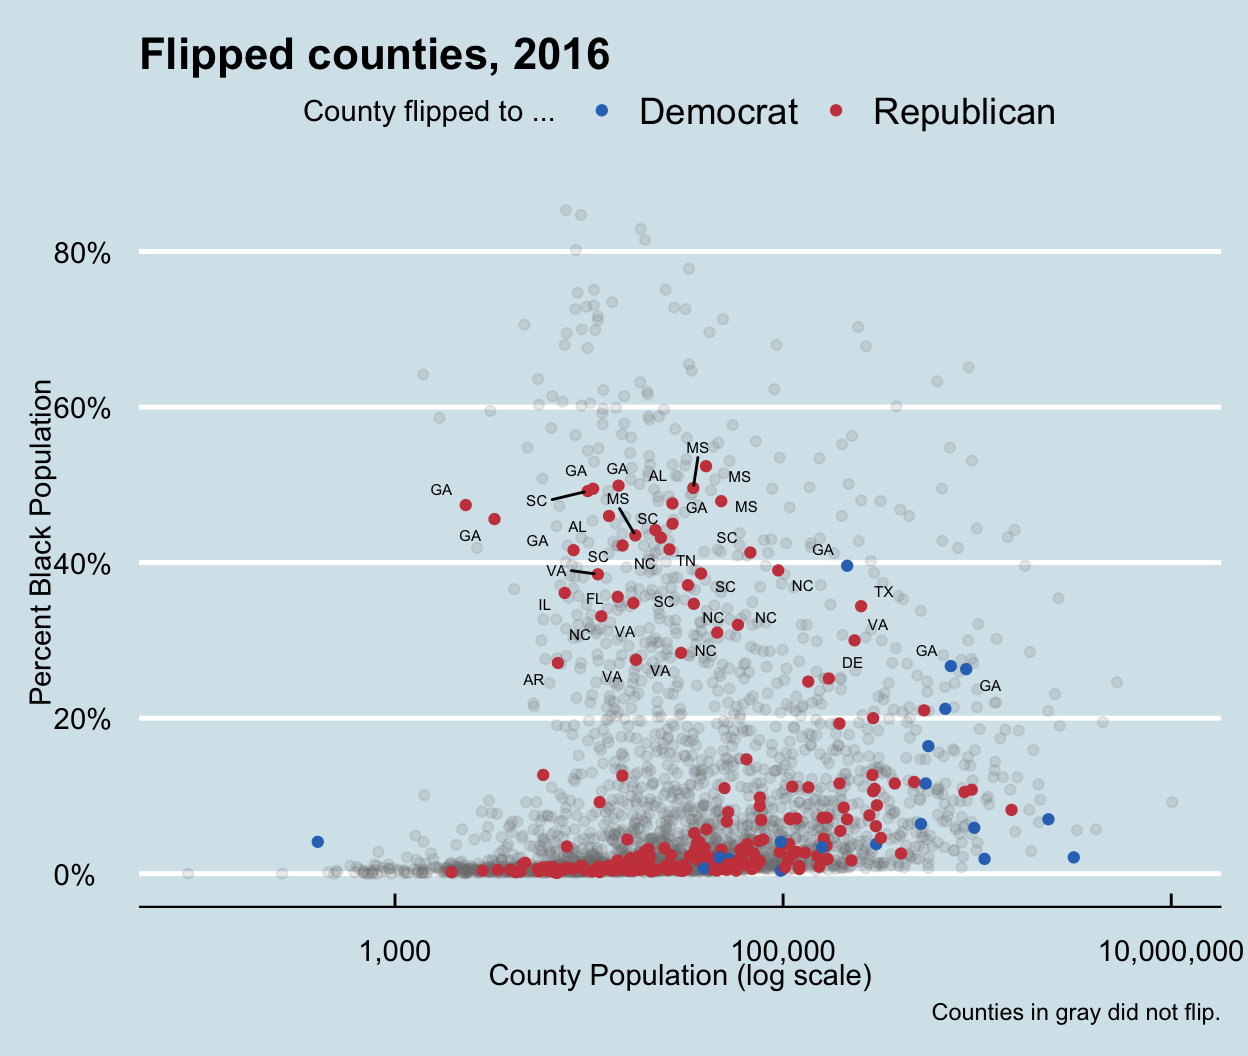 Flipped counties, 2016
County flipped to ... Democrat Republican
80%
60%
40%
20%
0%
Percent Black Population
MS
GA GA AL MS
GA SC MS GA MS
GA GA AL SC SC
VA SC NC TN GA
IL FL SC SC NC TX
NC VA NC NC VA
AR VA VA NC DE GA
GA
1,000 100,000 10,000,000
County Population (log scale)
Counties in gray did not flip.